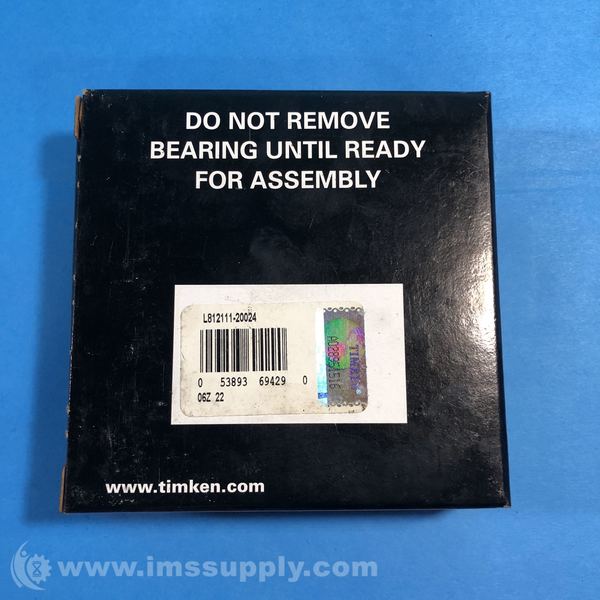 DO NOT REMOVE
BEARING UNTIL READY
FOR ASSEMBLY
L812111-20024
0 53893 69429 0
06Z 22
TIMKEN
www.timken.com
www.imssupply.com